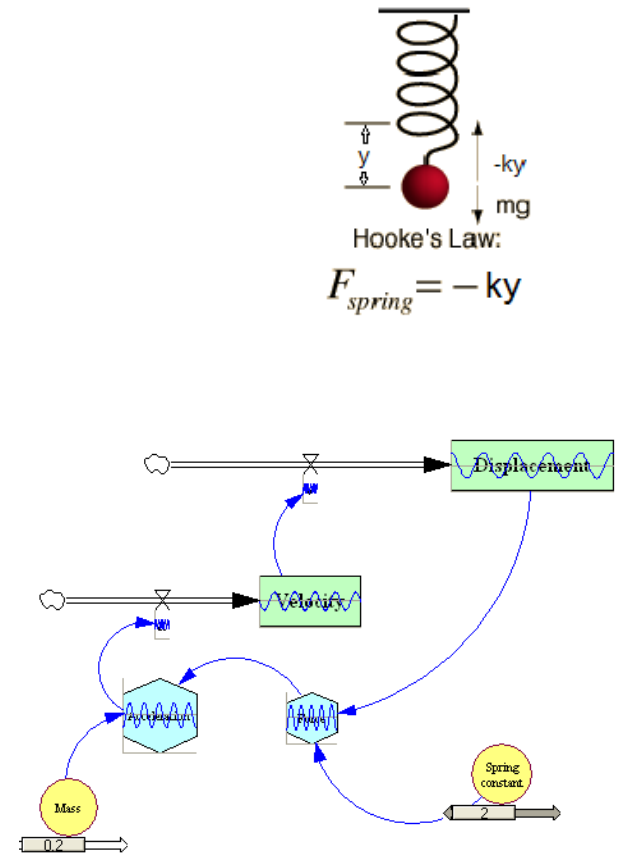 y
-ky
mg
Hooke's Law:
F_spring = − ky
Displacement
Velocity
Acceleration
Force
Spring
constant
2
Mass
0.2